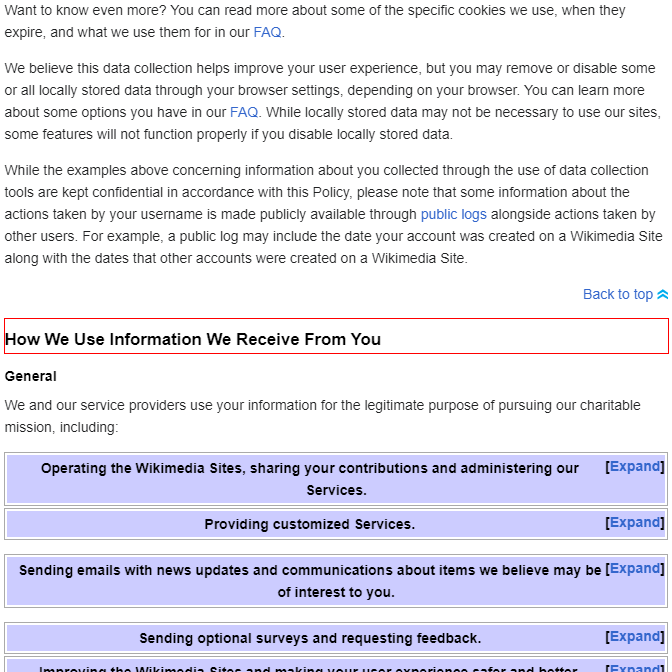 Want to know even more? You can read more about some of the specific cookies we use, when they
expire, and what we use them for in our FAQ.
We believe this data collection helps improve your user experience, but you may remove or disable some
or all locally stored data through your browser settings, depending on your browser. You can learn more
about some options you have in our FAQ. While locally stored data may not be necessary to use our sites,
some features will not function properly if you disable locally stored data.
While the examples above concerning information about you collected through the use of data collection
tools are kept confidential in accordance with this Policy, please note that some information about the
actions taken by your username is made publicly available through public logs alongside actions taken by
other users. For example, a public log may include the date your account was created on a Wikimedia Site
along with the dates that other accounts were created on a Wikimedia Site.
Back to top
How We Use Information We Receive From You
General
We and our service providers use your information for the legitimate purpose of pursuing our charitable
mission, including:
Operating the Wikimedia Sites, sharing your contributions and administering our [Expand]
Services.
Providing customized Services. [Expand]
Sending emails with news updates and communications about items we believe may be [Expand]
of interest to you.
Sending optional surveys and requesting feedback. [Expand]
Improving the Wikimedia Sites and making your user experience safer and better. [Expand]